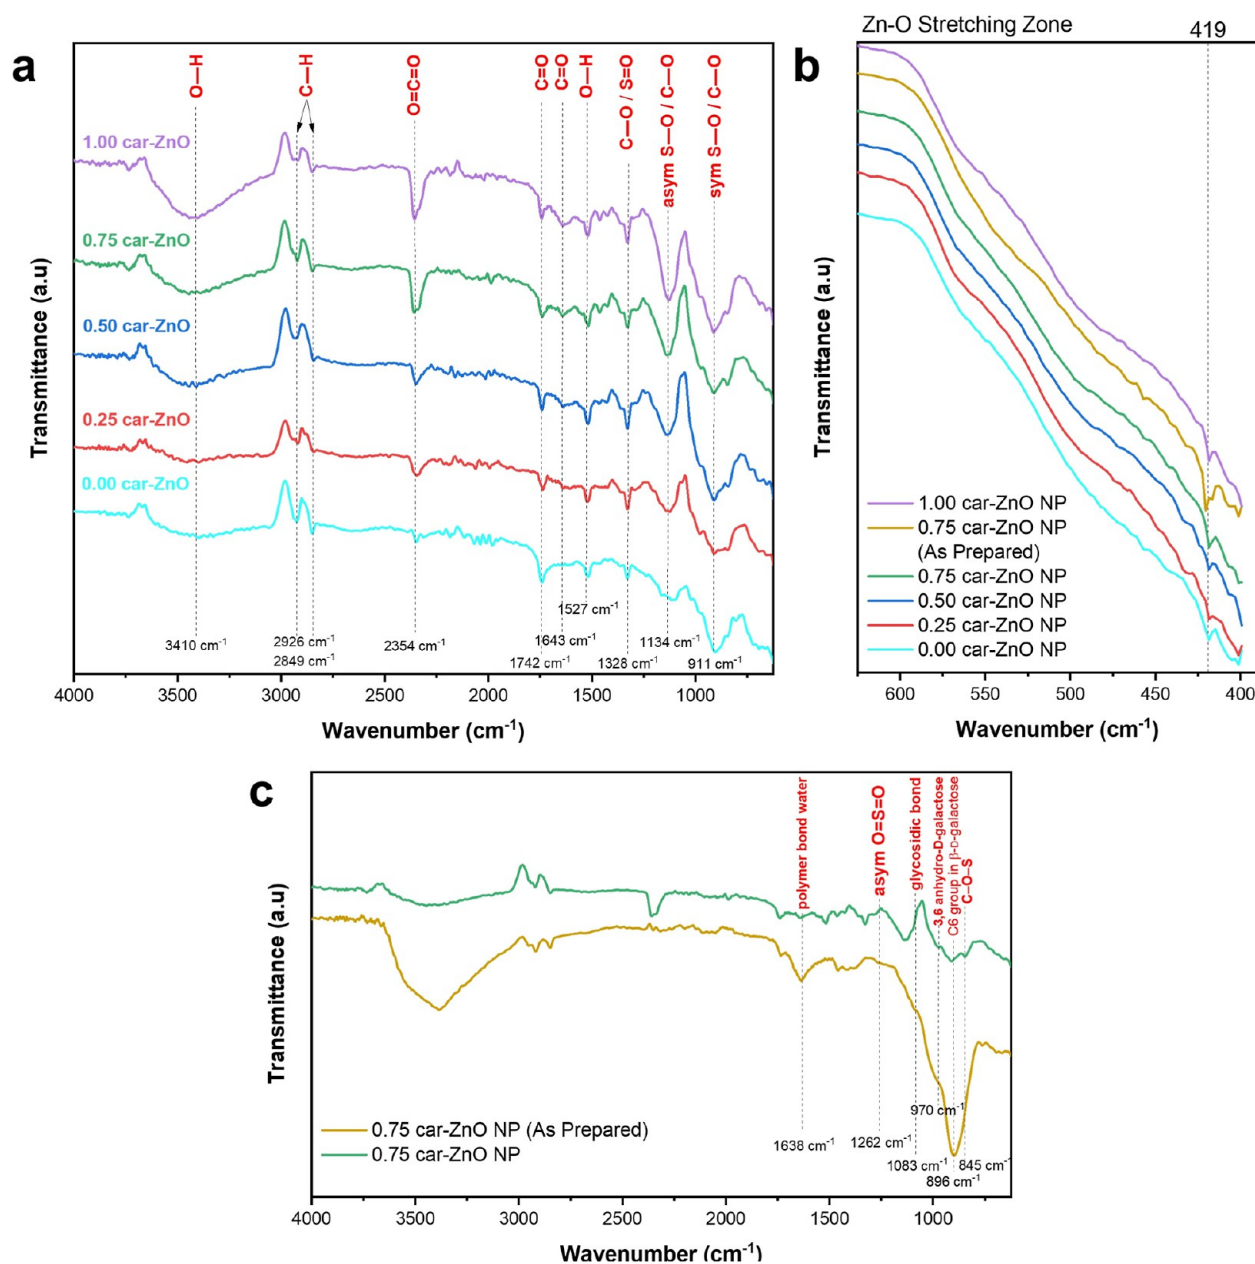 a
O—H
C—H
O=C=O
C=O
C=O
O—H
C—O / S=O
asym S—O / C—O
sym S—O / C—O
1.00 car-ZnO
0.75 car-ZnO
0.50 car-ZnO
0.25 car-ZnO
0.00 car-ZnO
3410 cm⁻¹
2926 cm⁻¹
2849 cm⁻¹
2354 cm⁻¹
1742 cm⁻¹
1643 cm⁻¹
1527 cm⁻¹
1328 cm⁻¹
1134 cm⁻¹
911 cm⁻¹
4000 3500 3000 2500 2000 1500 1000
Wavenumber (cm⁻¹)
Transmittance (a.u)
b
Zn-O Stretching Zone
419
1.00 car-ZnO NP
0.75 car-ZnO NP
(As Prepared)
0.75 car-ZnO NP
0.50 car-ZnO NP
0.25 car-ZnO NP
0.00 car-ZnO NP
600 550 500 450 400
Wavenumber (cm⁻¹)
Transmittance (a.u)
c
polymer bond water
asym O=S=O
glycosidic bond
3,6 anhydro-D-galactose
C6 group in β-D-galactose
C–O–S
0.75 car-ZnO NP (As Prepared)
0.75 car-ZnO NP
1638 cm⁻¹
1262 cm⁻¹
1083 cm⁻¹
970 cm⁻¹
896 cm⁻¹
845 cm⁻¹
4000 3500 3000 2500 2000 1500 1000
Wavenumber (cm⁻¹)
Transmittance (a.u)